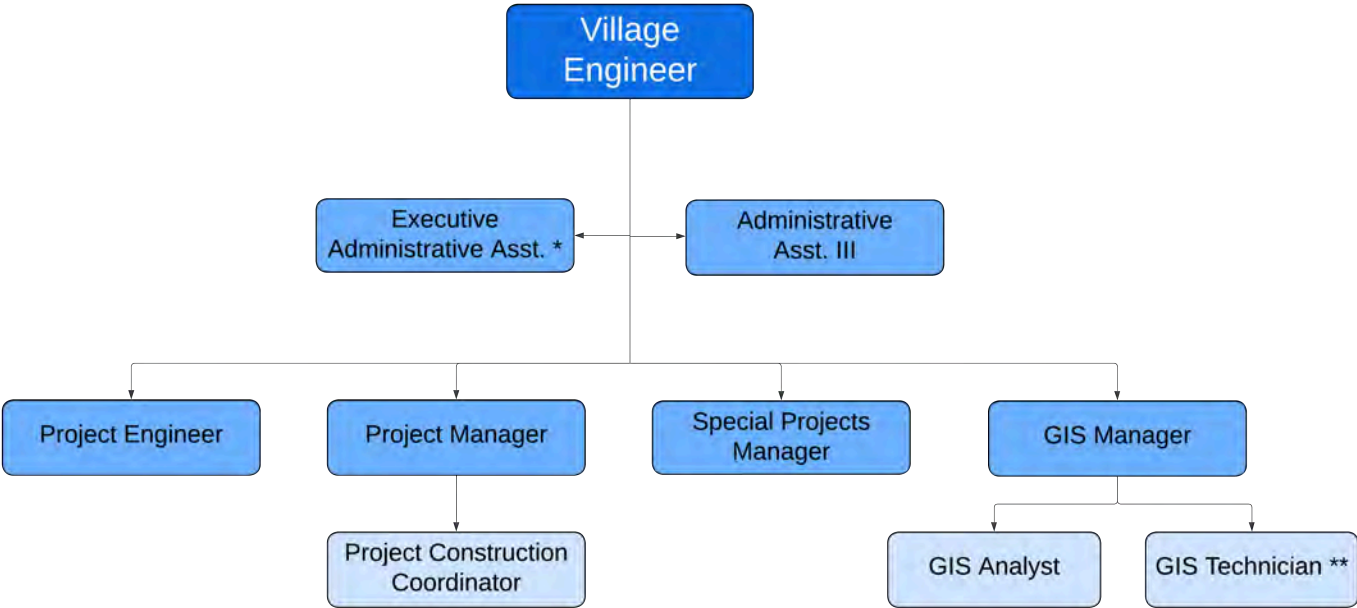 Village
Engineer
Executive
Administrative Asst. *
Administrative
Asst. III
Project Engineer
Project Manager
Special Projects
Manager
GIS Manager
Project Construction
Coordinator
GIS Analyst
GIS Technician **